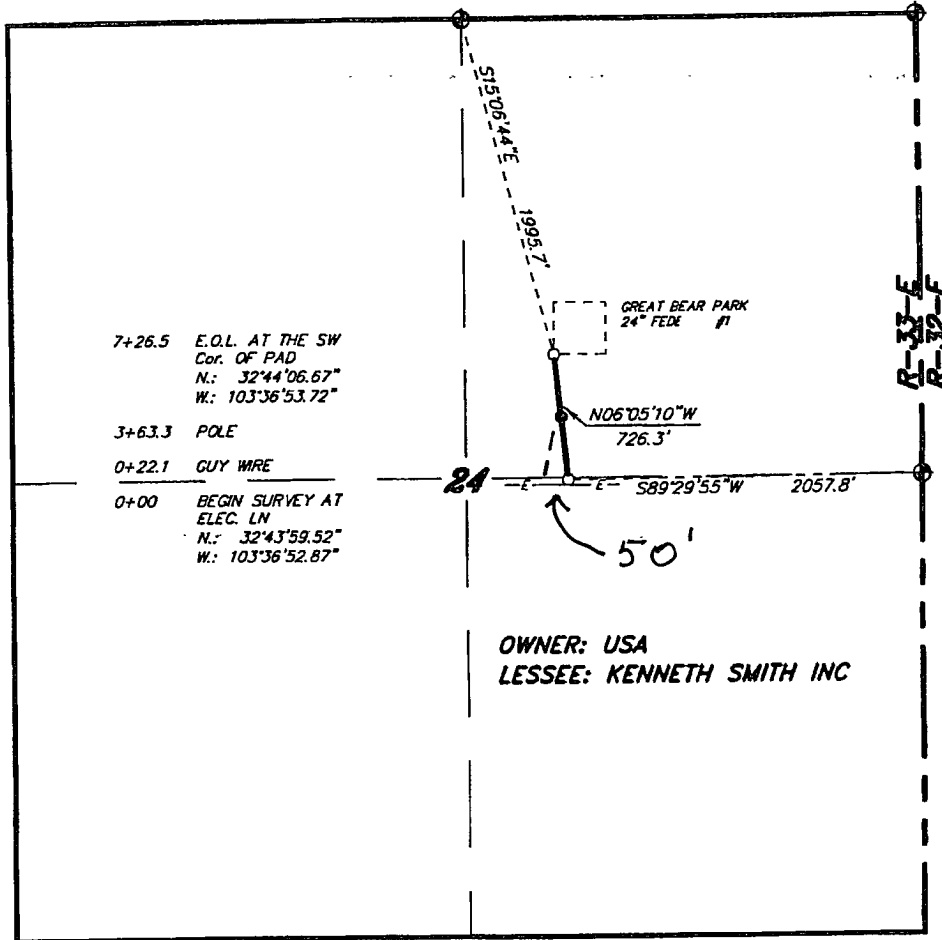 S15°06'44"E 1995.7'
GREAT BEAR PARK
24" FEDE #1
R-33-E
7+26.5 E.O.L. AT THE SW
Cor. OF PAD
N.: 32°44'06.67"
W.: 103°36'53.72"
N06°05'10"W
726.3'
3+63.3 POLE
0+22.1 GUY WIRE
24
E E S89°29'55"W 2057.8'
0+00 BEGIN SURVEY AT
ELEC. LN
N.: 32°43'59.52"
W.: 103°36'52.87"
50'
OWNER: USA
LESSEE: KENNETH SMITH INC